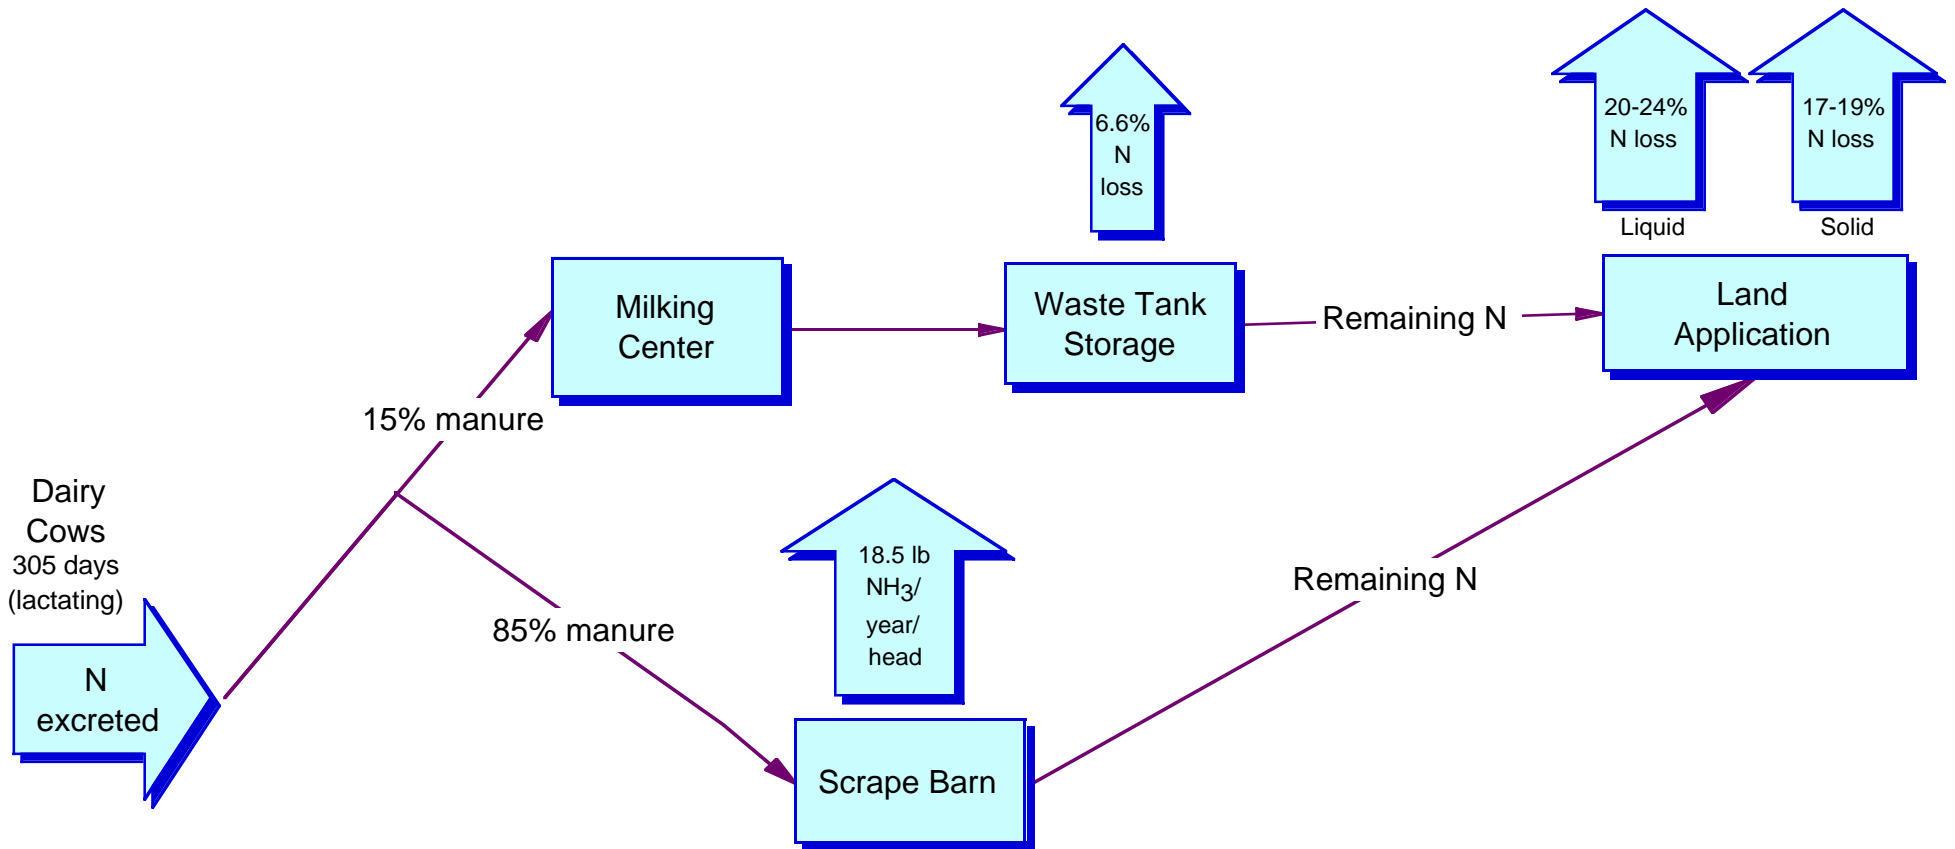 20-24%
N loss
17-19%
N loss
6.6%
N
loss
Liquid
Solid
Milking
Center
Waste Tank
Storage
Remaining N
Land
Application
15% manure
Dairy
Cows
305 days
(lactating)
N
excreted
85% manure
18.5 lb
NH3/
year/
head
Remaining N
Scrape Barn